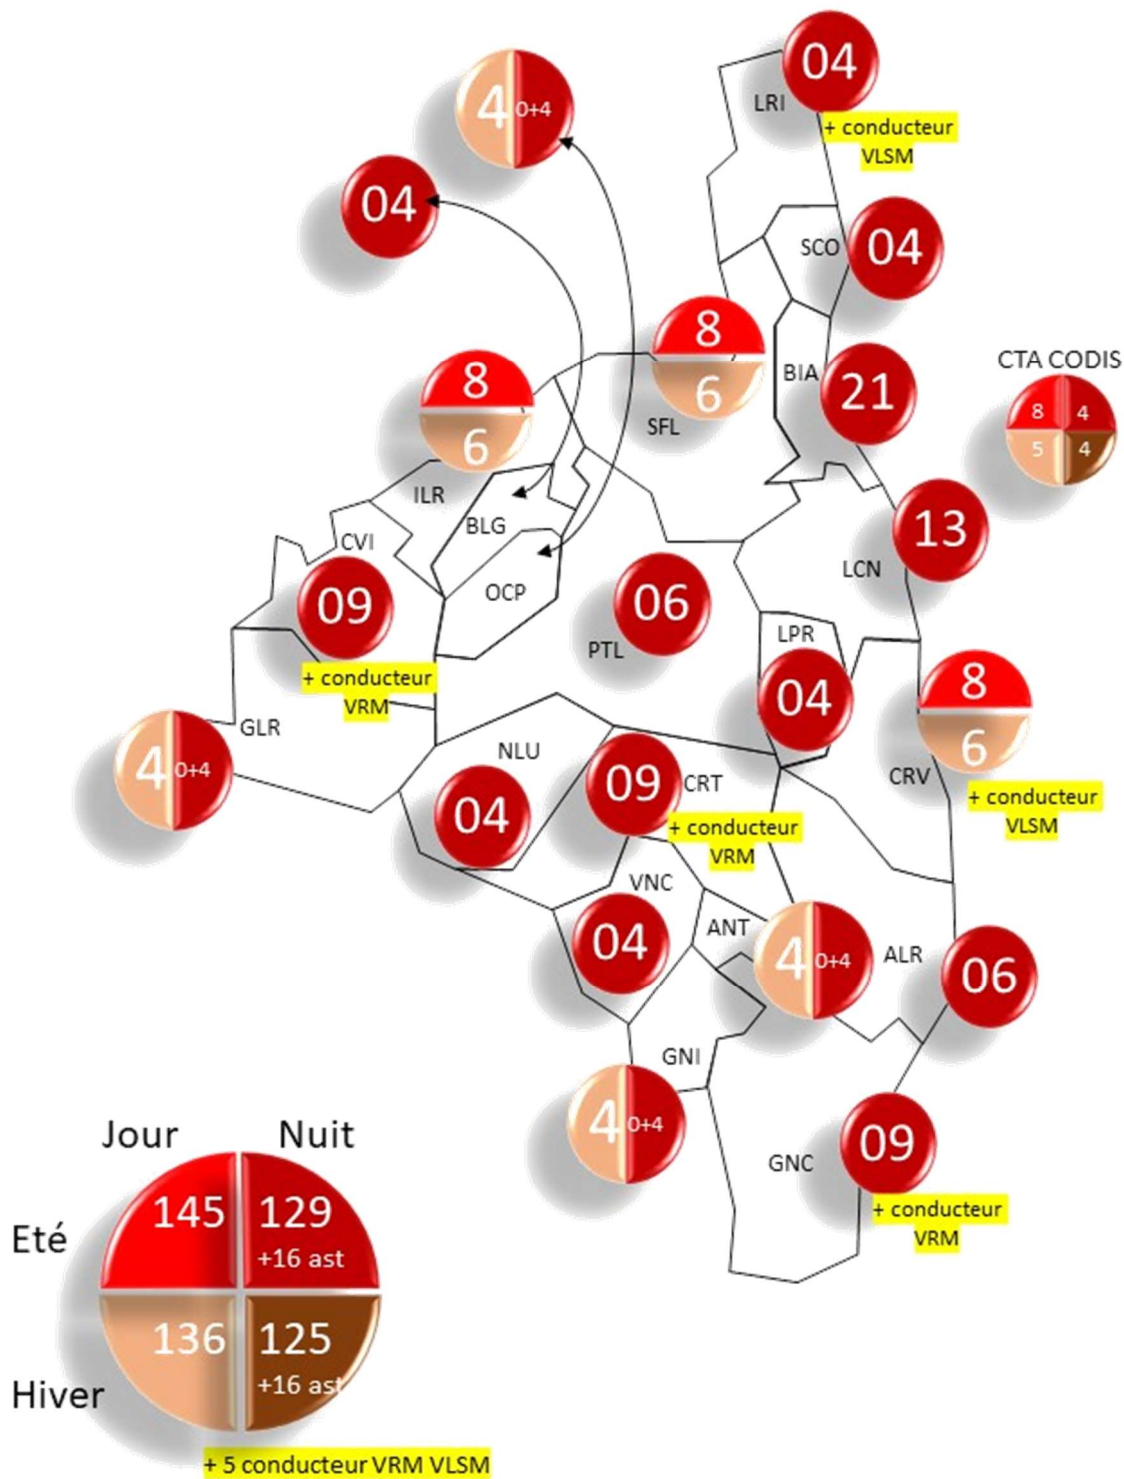 04
LRI
+ conducteur
VLSM
4 0+4
04
SCO
04
8
6
SFL
BIA
21
CTA CODIS
8 4
5 4
8
6
ILR
BLG
CVI
OCP
09
+ conducteur
VRM
13
LCN
06
PTL
LPR
04
8
6
CRV
+ conducteur
VLSM
GLR
4 0+4
NLU
04
09
CRT
+ conducteur
VRM
VNC
04
ANT
4 0+4
ALR
06
GNI
4 0+4
GNC
09
+ conducteur
VRM
Jour Nuit
Eté
145 129
+16 ast
Hiver
136 125
+16 ast
+ 5 conducteur VRM VLSM